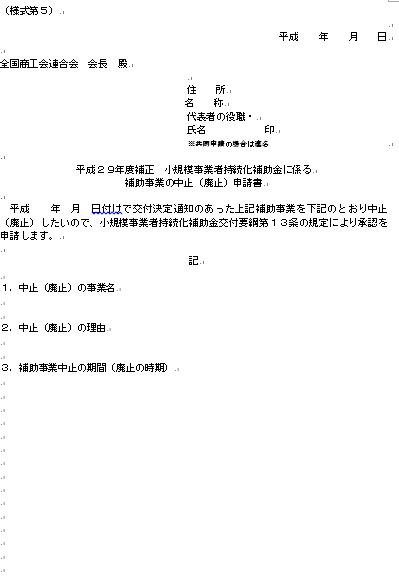 (様式第5)
平成　　年　　月　　日
全国商工会連合会　会長　殿
住　　所
名　　称
代表者の役職・
氏名　　　　　　印
※共同申請の場合は連名
平成29年度補正　小規模事業者持続化補助金に係る
補助事業の中止(廃止)申請書
平成　　年　月　日付けで交付決定通知のあった上記補助事業を下記のとおり中止
(廃止)したいので、小規模事業者持続化補助金交付要綱第13条の規定により承認を
申請します。
記
1．中止(廃止)の事業名
2．中止(廃止)の理由
3．補助事業中止の期間(廃止の時期)